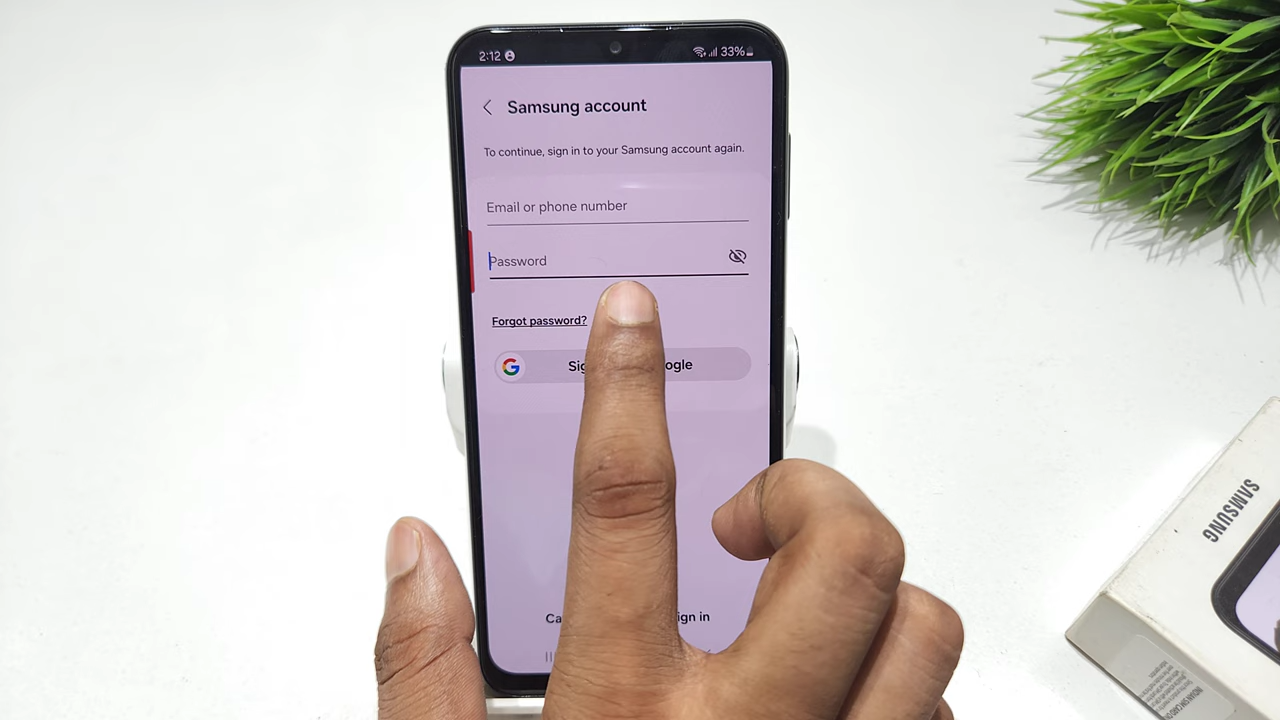 2:12 33%
Samsung account
To continue, sign in to your Samsung account again.
Email or phone number
Password
Forgot password?
G Sig ogle
Ca ign in
SAMSUNG